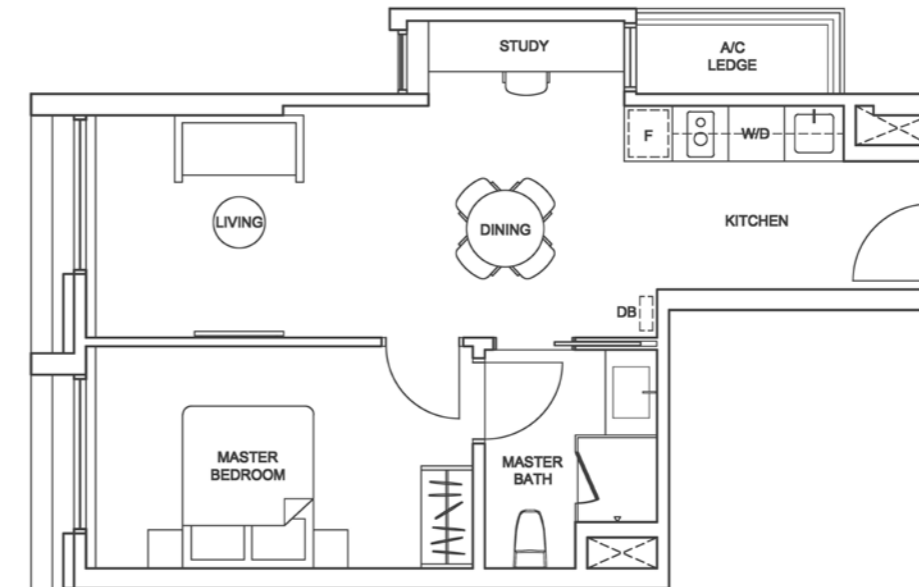 STUDY
A/C
LEDGE
F
W/D
LIVING
DINING
KITCHEN
DB
MASTER
BEDROOM
MASTER
BATH